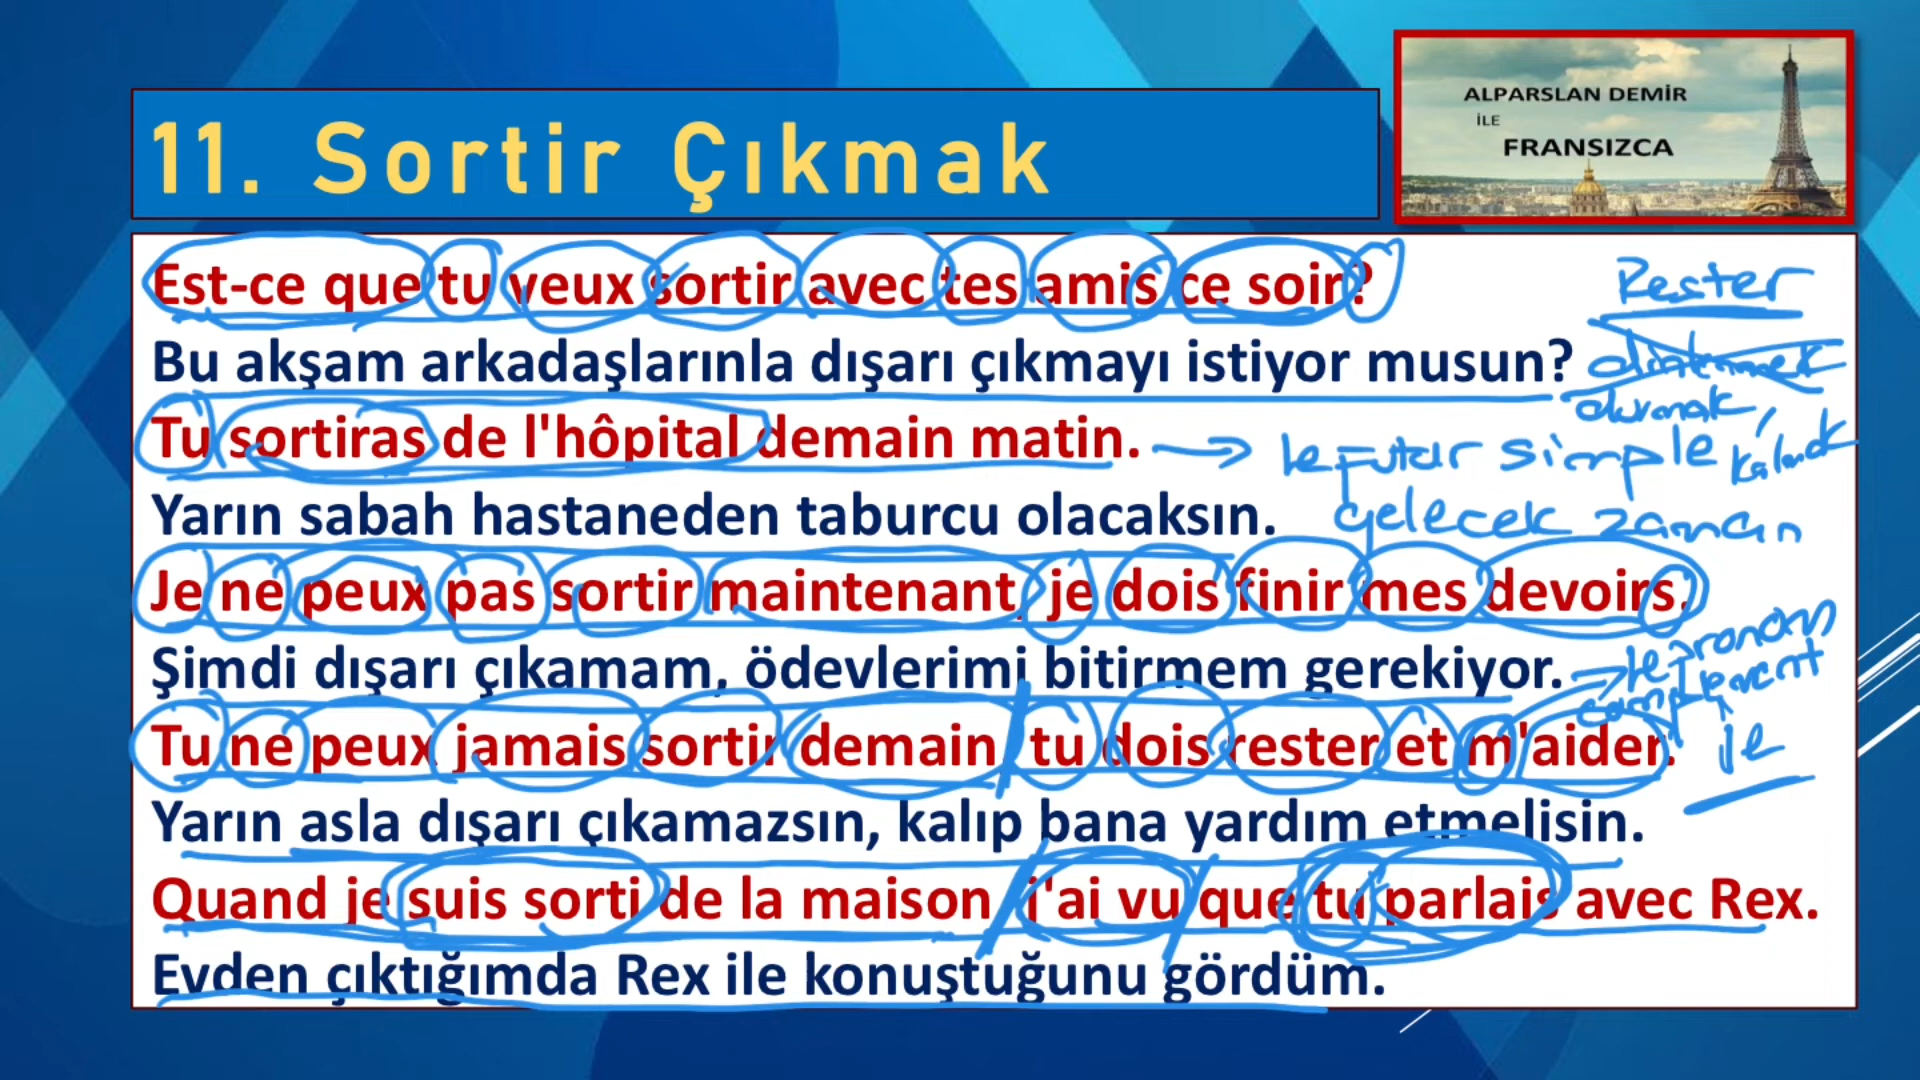 ALPARSLAN DEMİR
İLE
FRANSIZCA
11. Sortir Çıkmak
Est-ce que tu veux sortir avec tes amis ce soir?
Rester
Bu akşam arkadaşlarınla dışarı çıkmayı istiyor musun?
durmak, kalmak
Tu sortiras de l'hôpital demain matin.
le futur simple
Yarın sabah hastaneden taburcu olacaksın.
gelecek zaman
Je ne peux pas sortir maintenant, je dois finir mes devoirs.
Şimdi dışarı çıkamam, ödevlerimi bitirmem gerekiyor.
le pronom
complement
je
Tu ne peux jamais sortir demain, tu dois rester et m'aider.
Yarın asla dışarı çıkamazsın, kalıp bana yardım etmelisin.
Quand je suis sorti de la maison j'ai vu que tu parlais avec Rex.
Evden çıktığımda Rex ile konuştuğunu gördüm.